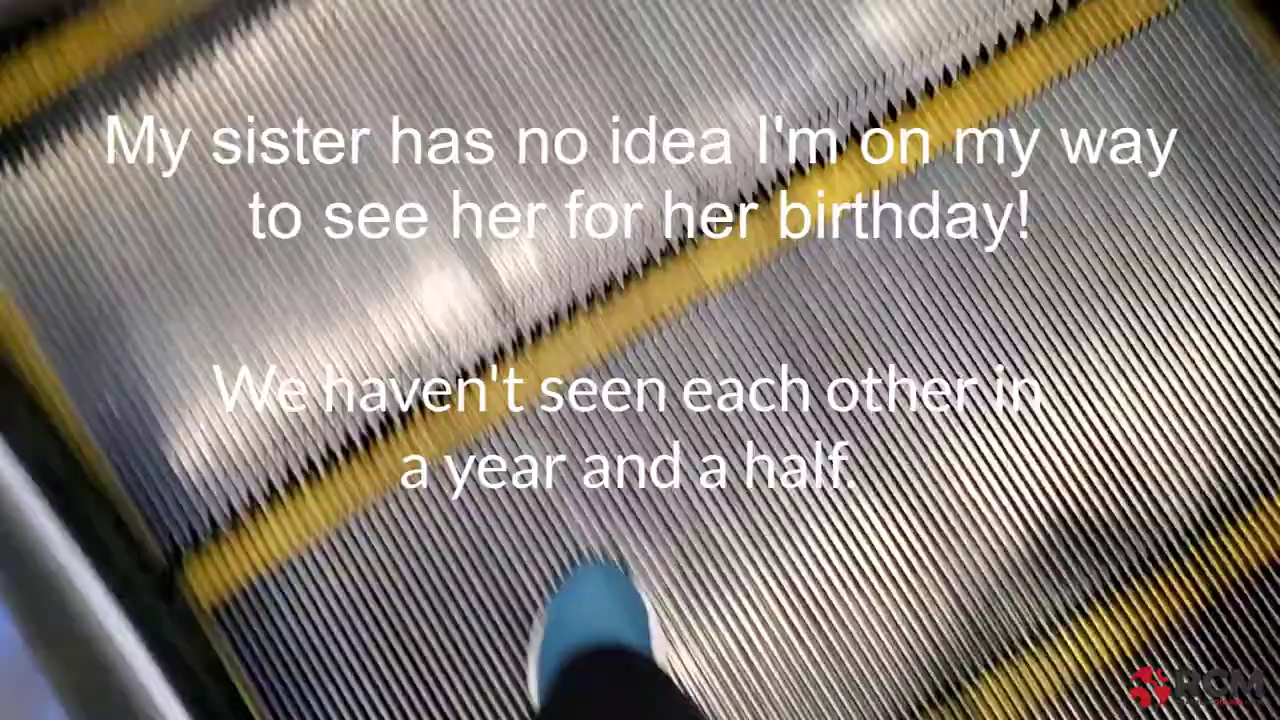 My sister has no idea I'm on my way
to see her for her birthday!
We haven't seen each other in
a year and a half.
RCM